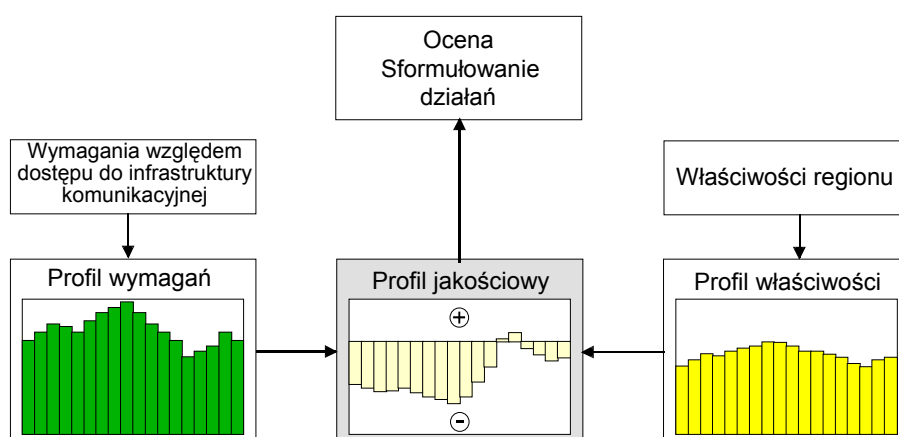 Ocena
Sformułowanie
działań
Wymagania względem
dostępu do infrastruktury
komunikacyjnej
Właściwości regionu
Profil wymagań
Profil jakościowy
Profil właściwości
+
-